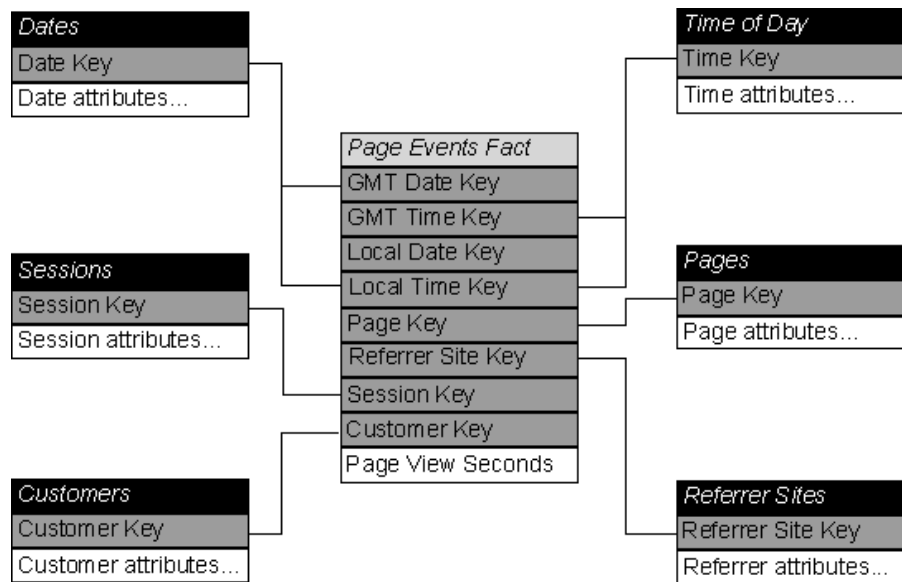 Dates
Date Key
Date attributes...
Time of Day
Time Key
Time attributes...
Page Events Fact
GMT Date Key
GMT Time Key
Local Date Key
Local Time Key
Page Key
Referrer Site Key
Session Key
Customer Key
Page View Seconds
Sessions
Session Key
Session attributes...
Pages
Page Key
Page attributes...
Customers
Customer Key
Customer attributes...
Referrer Sites
Referrer Site Key
Referrer attributes...